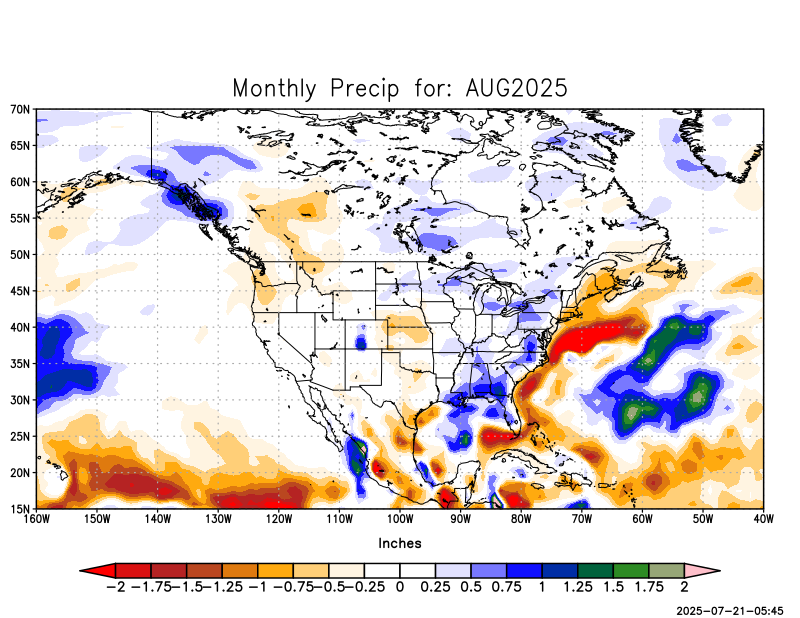 Monthly Precip for: AUG2025
70N
65N
60N
55N
50N
45N
40N
35N
30N
25N
20N
15N
160W 150W 140W 130W 120W 110W 100W 90W 80W 70W 60W 50W 40W
Inches
-2 -1.75 -1.5 -1.25 -1 -0.75 -0.5 -0.25 0 0.25 0.5 0.75 1 1.25 1.5 1.75 2
2025-07-21-05:45